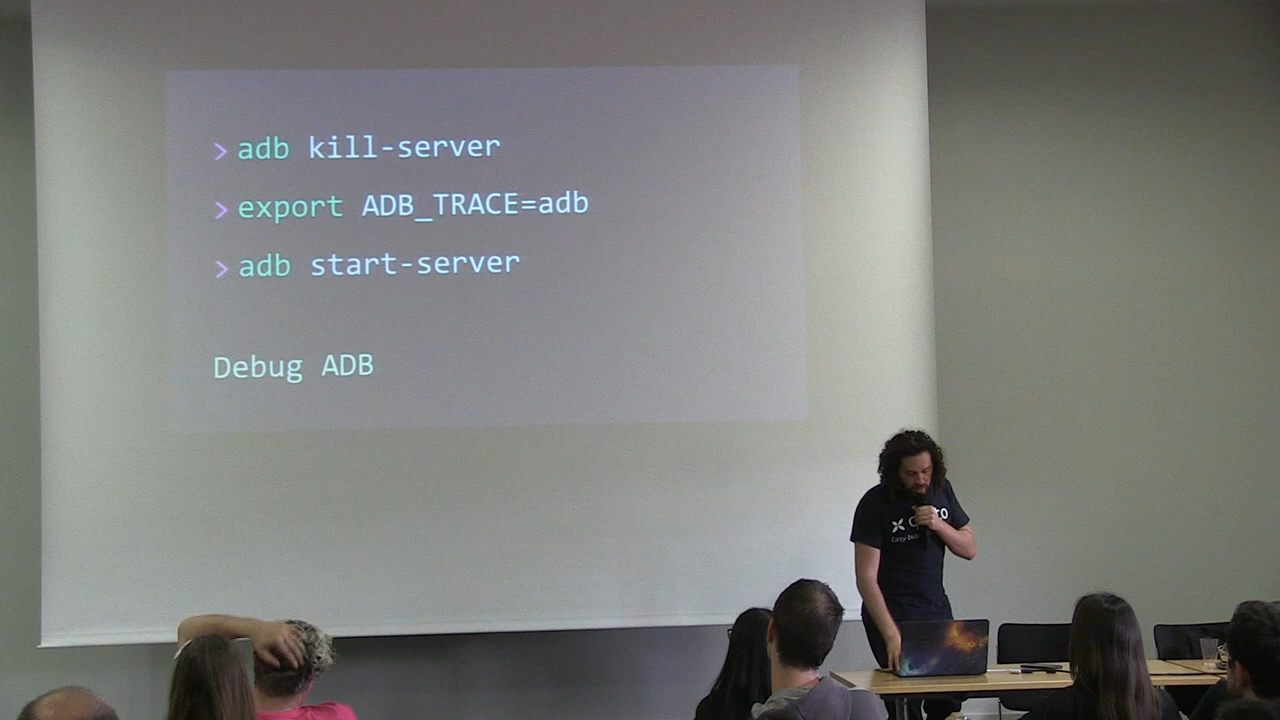 > adb kill-server
> export ADB_TRACE=adb
> adb start-server
Debug ADB